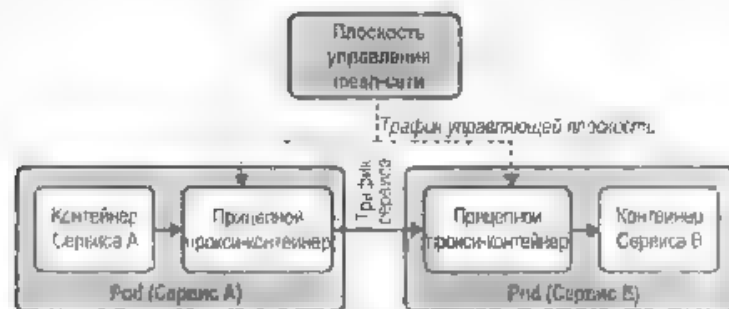 Плоскость
управления
mesh-сети
Трафик управляющей плоскости
Контейнер
Сервиса A
Прицепной
прокси-контейнер
Трафик
сервиса
Прицепной
прокси-контейнер
Контейнер
Сервиса B
Pod (Сервис A)
Pod (Сервис B)